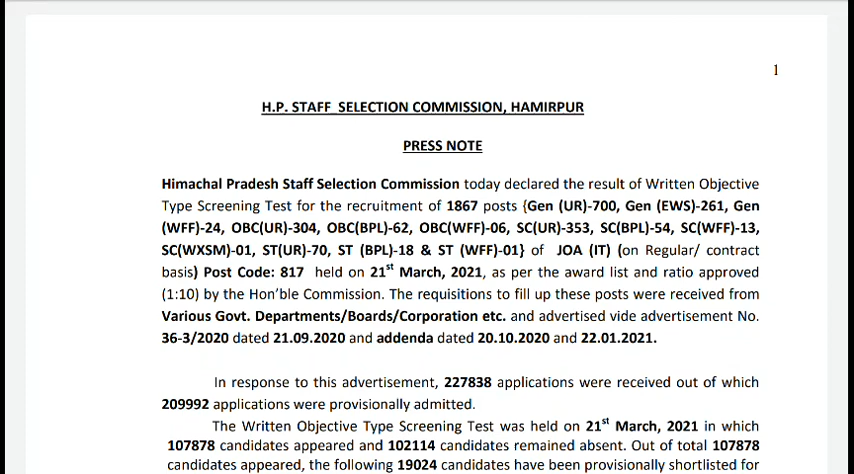 1
H.P. STAFF SELECTION COMMISSION, HAMIRPUR
PRESS NOTE
Himachal Pradesh Staff Selection Commission today declared the result of Written Objective
Type Screening Test for the recruitment of 1867 posts {Gen (UR)-700, Gen (EWS)-261, Gen
(WFF)-24, OBC(UR)-304, OBC(BPL)-62, OBC(WFF)-06, SC(UR)-353, SC(BPL)-54, SC(WFF)-13,
SC(WXSM)-01, ST(UR)-70, ST (BPL)-18 & ST (WFF)-01} of JOA (IT) (on Regular/ contract
basis) Post Code: 817 held on 21st March, 2021, as per the award list and ratio approved
(1:10) by the Hon'ble Commission. The requisitions to fill up these posts were received from
Various Govt. Departments/Boards/Corporation etc. and advertised vide advertisement No.
36-3/2020 dated 21.09.2020 and addenda dated 20.10.2020 and 22.01.2021.
In response to this advertisement, 227838 applications were received out of which
209992 applications were provisionally admitted.
The Written Objective Type Screening Test was held on 21st March, 2021 in which
107878 candidates appeared and 102114 candidates remained absent. Out of total 107878
candidates appeared, the following 19024 candidates have been provisionally shortlisted for